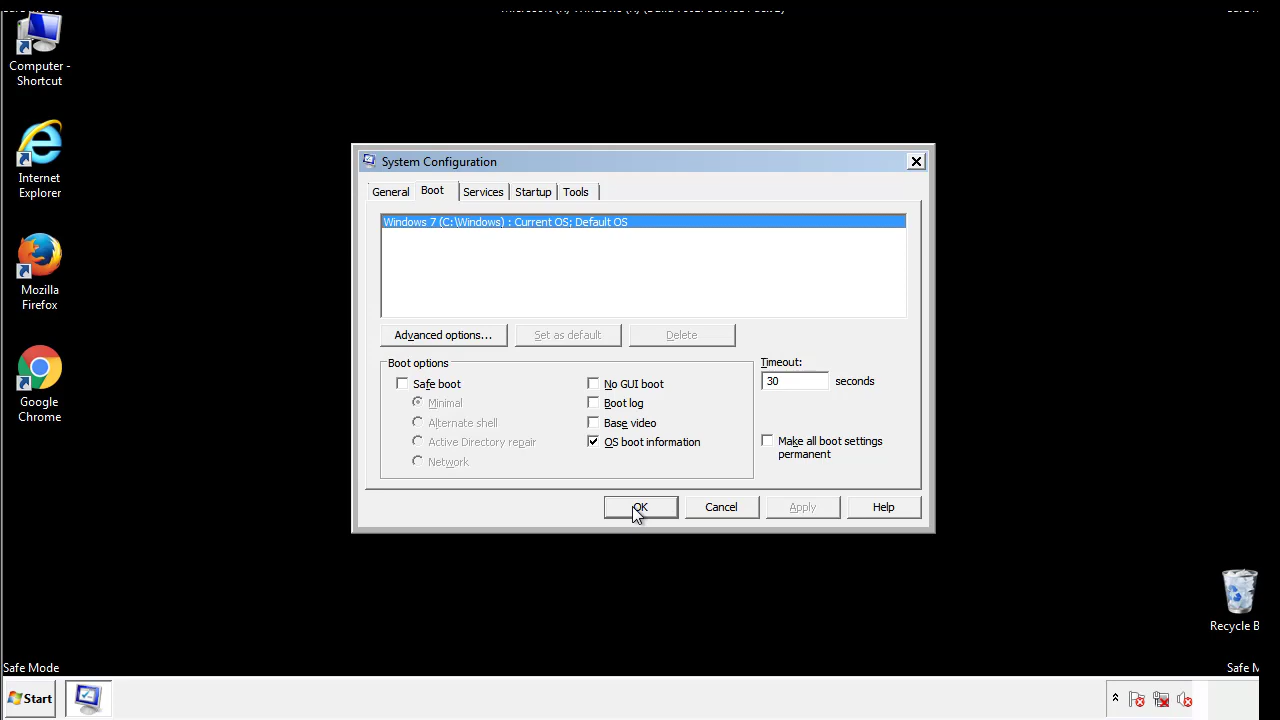 Computer -
Shortcut
Internet
Explorer
Mozilla
Firefox
Google
Chrome
System Configuration
General Boot Services Startup Tools
Windows 7 (C:\Windows) : Current OS; Default OS
Advanced options... Set as default Delete
Boot options
Safe boot
Minimal
Alternate shell
Active Directory repair
Network
No GUI boot
Boot log
Base video
OS boot information
Timeout:
30 seconds
Make all boot settings
permanent
OK Cancel Apply Help
Recycle B
Safe Mode
Safe M
Start